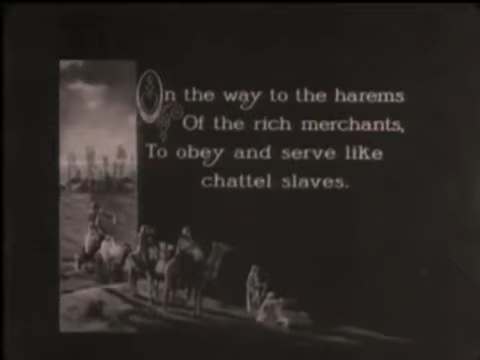 On the way to the harems
Of the rich merchants,
To obey and serve like
chattel slaves.